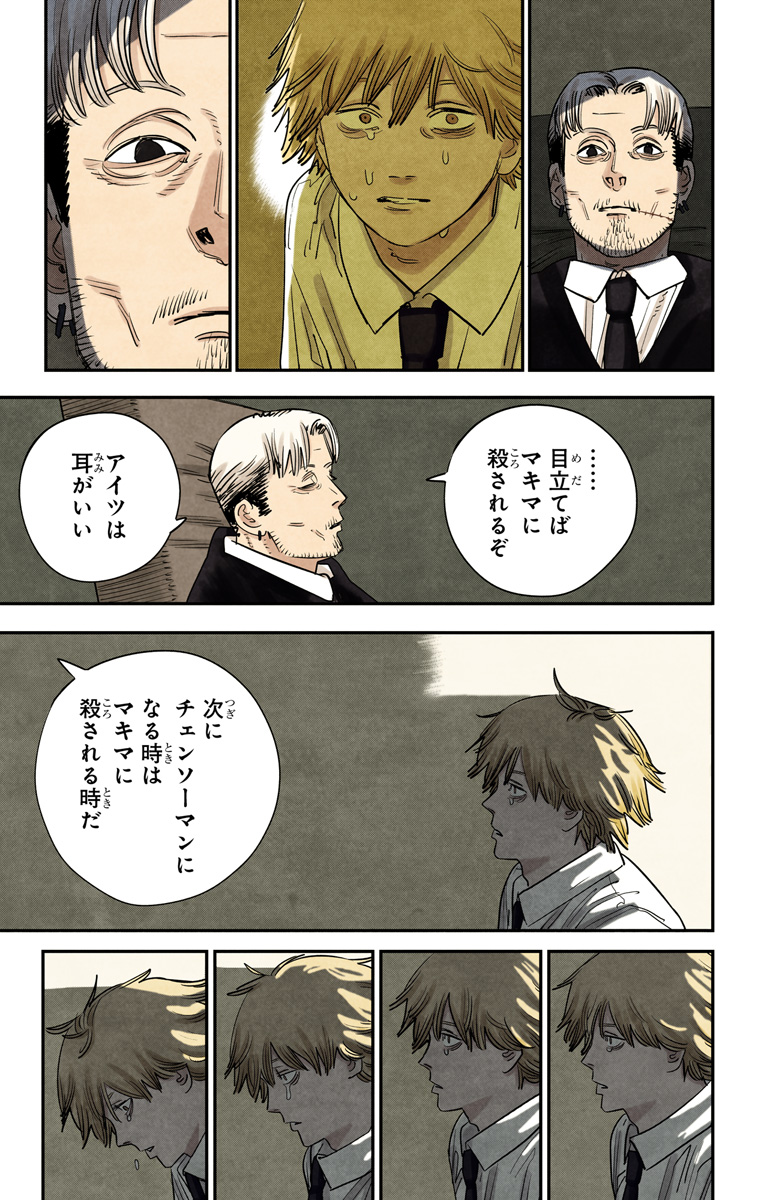 ……
目立てば
マキマに
殺されるぞ
アイツは
耳がいい
次に
チェンソーマンに
なる時は
マキマに
殺される時だ